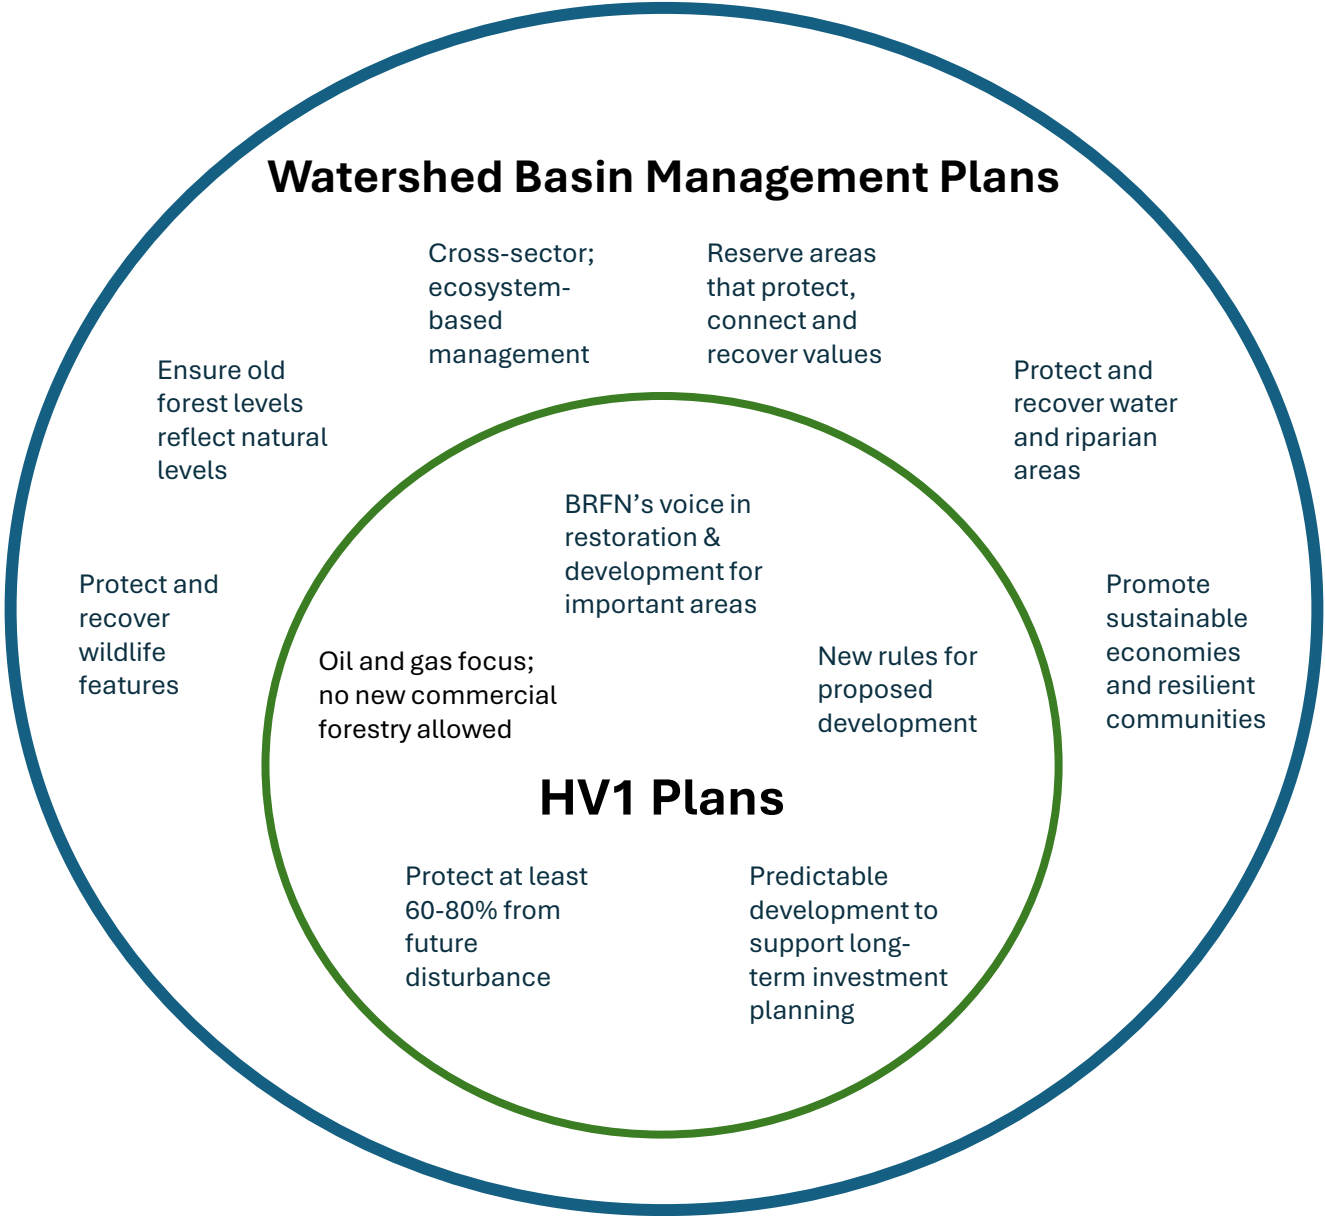 Watershed Basin Management Plans
Cross-sector;
ecosystem-
based
management
Reserve areas
that protect,
connect and
recover values
Ensure old
forest levels
reflect natural
levels
Protect and
recover water
and riparian
areas
Protect and
recover
wildlife
features
Promote
sustainable
economies
and resilient
communities
BRFN’s voice in
restoration &
development for
important areas
Oil and gas focus;
no new commercial
forestry allowed
New rules for
proposed
development
HV1 Plans
Protect at least
60-80% from
future
disturbance
Predictable
development to
support long-
term investment
planning